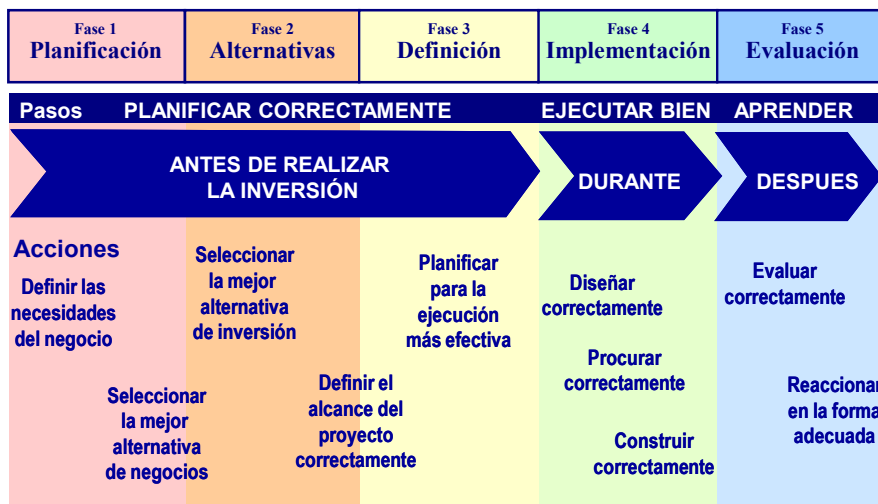 Fase 1
Planificación
Fase 2
Alternativas
Fase 3
Definición
Fase 4
Implementación
Fase 5
Evaluación
Pasos
PLANIFICAR CORRECTAMENTE
EJECUTAR BIEN
APRENDER
ANTES DE REALIZAR
LA INVERSIÓN
DURANTE
DESPUES
Acciones
Definir las
necesidades
del negocio
Seleccionar
la mejor
alternativa
de negocios
Seleccionar
la mejor
alternativa
de inversión
Definir el
alcance del
proyecto
correctamente
Planificar
para la
ejecución
más efectiva
Diseñar
correctamente
Procurar
correctamente
Construir
correctamente
Evaluar
correctamente
Reaccionar
en la forma
adecuada